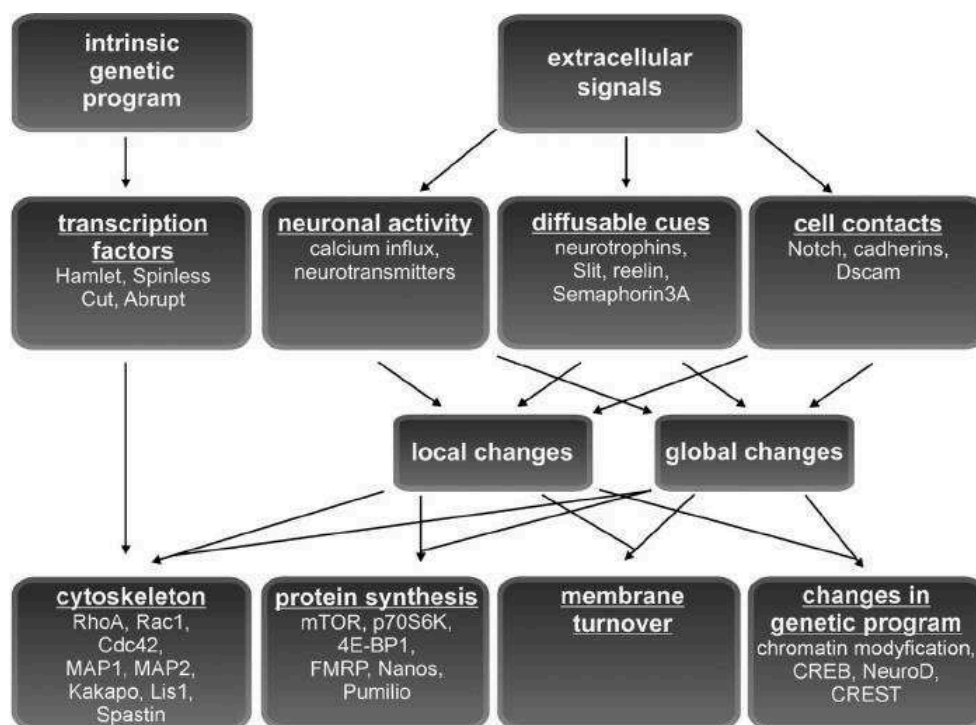 intrinsic
genetic
program
extracellular
signals
transcription
factors
Hamlet, Spinless
Cut, Abrupt
neuronal activity
calcium influx,
neurotransmitters
diffusable cues
neurotrophins,
Slit, reelin,
Semaphorin3A
cell contacts
Notch, cadherins,
Dscam
local changes
global changes
cytoskeleton
RhoA, Rac1,
Cdc42,
MAP1, MAP2,
Kakapo, Lis1,
Spastin
protein synthesis
mTOR, p70S6K,
4E-BP1,
FMRP, Nanos,
Pumilio
membrane
turnover
changes in
genetic program
chromatin modyfication,
CREB, NeuroD,
CREST